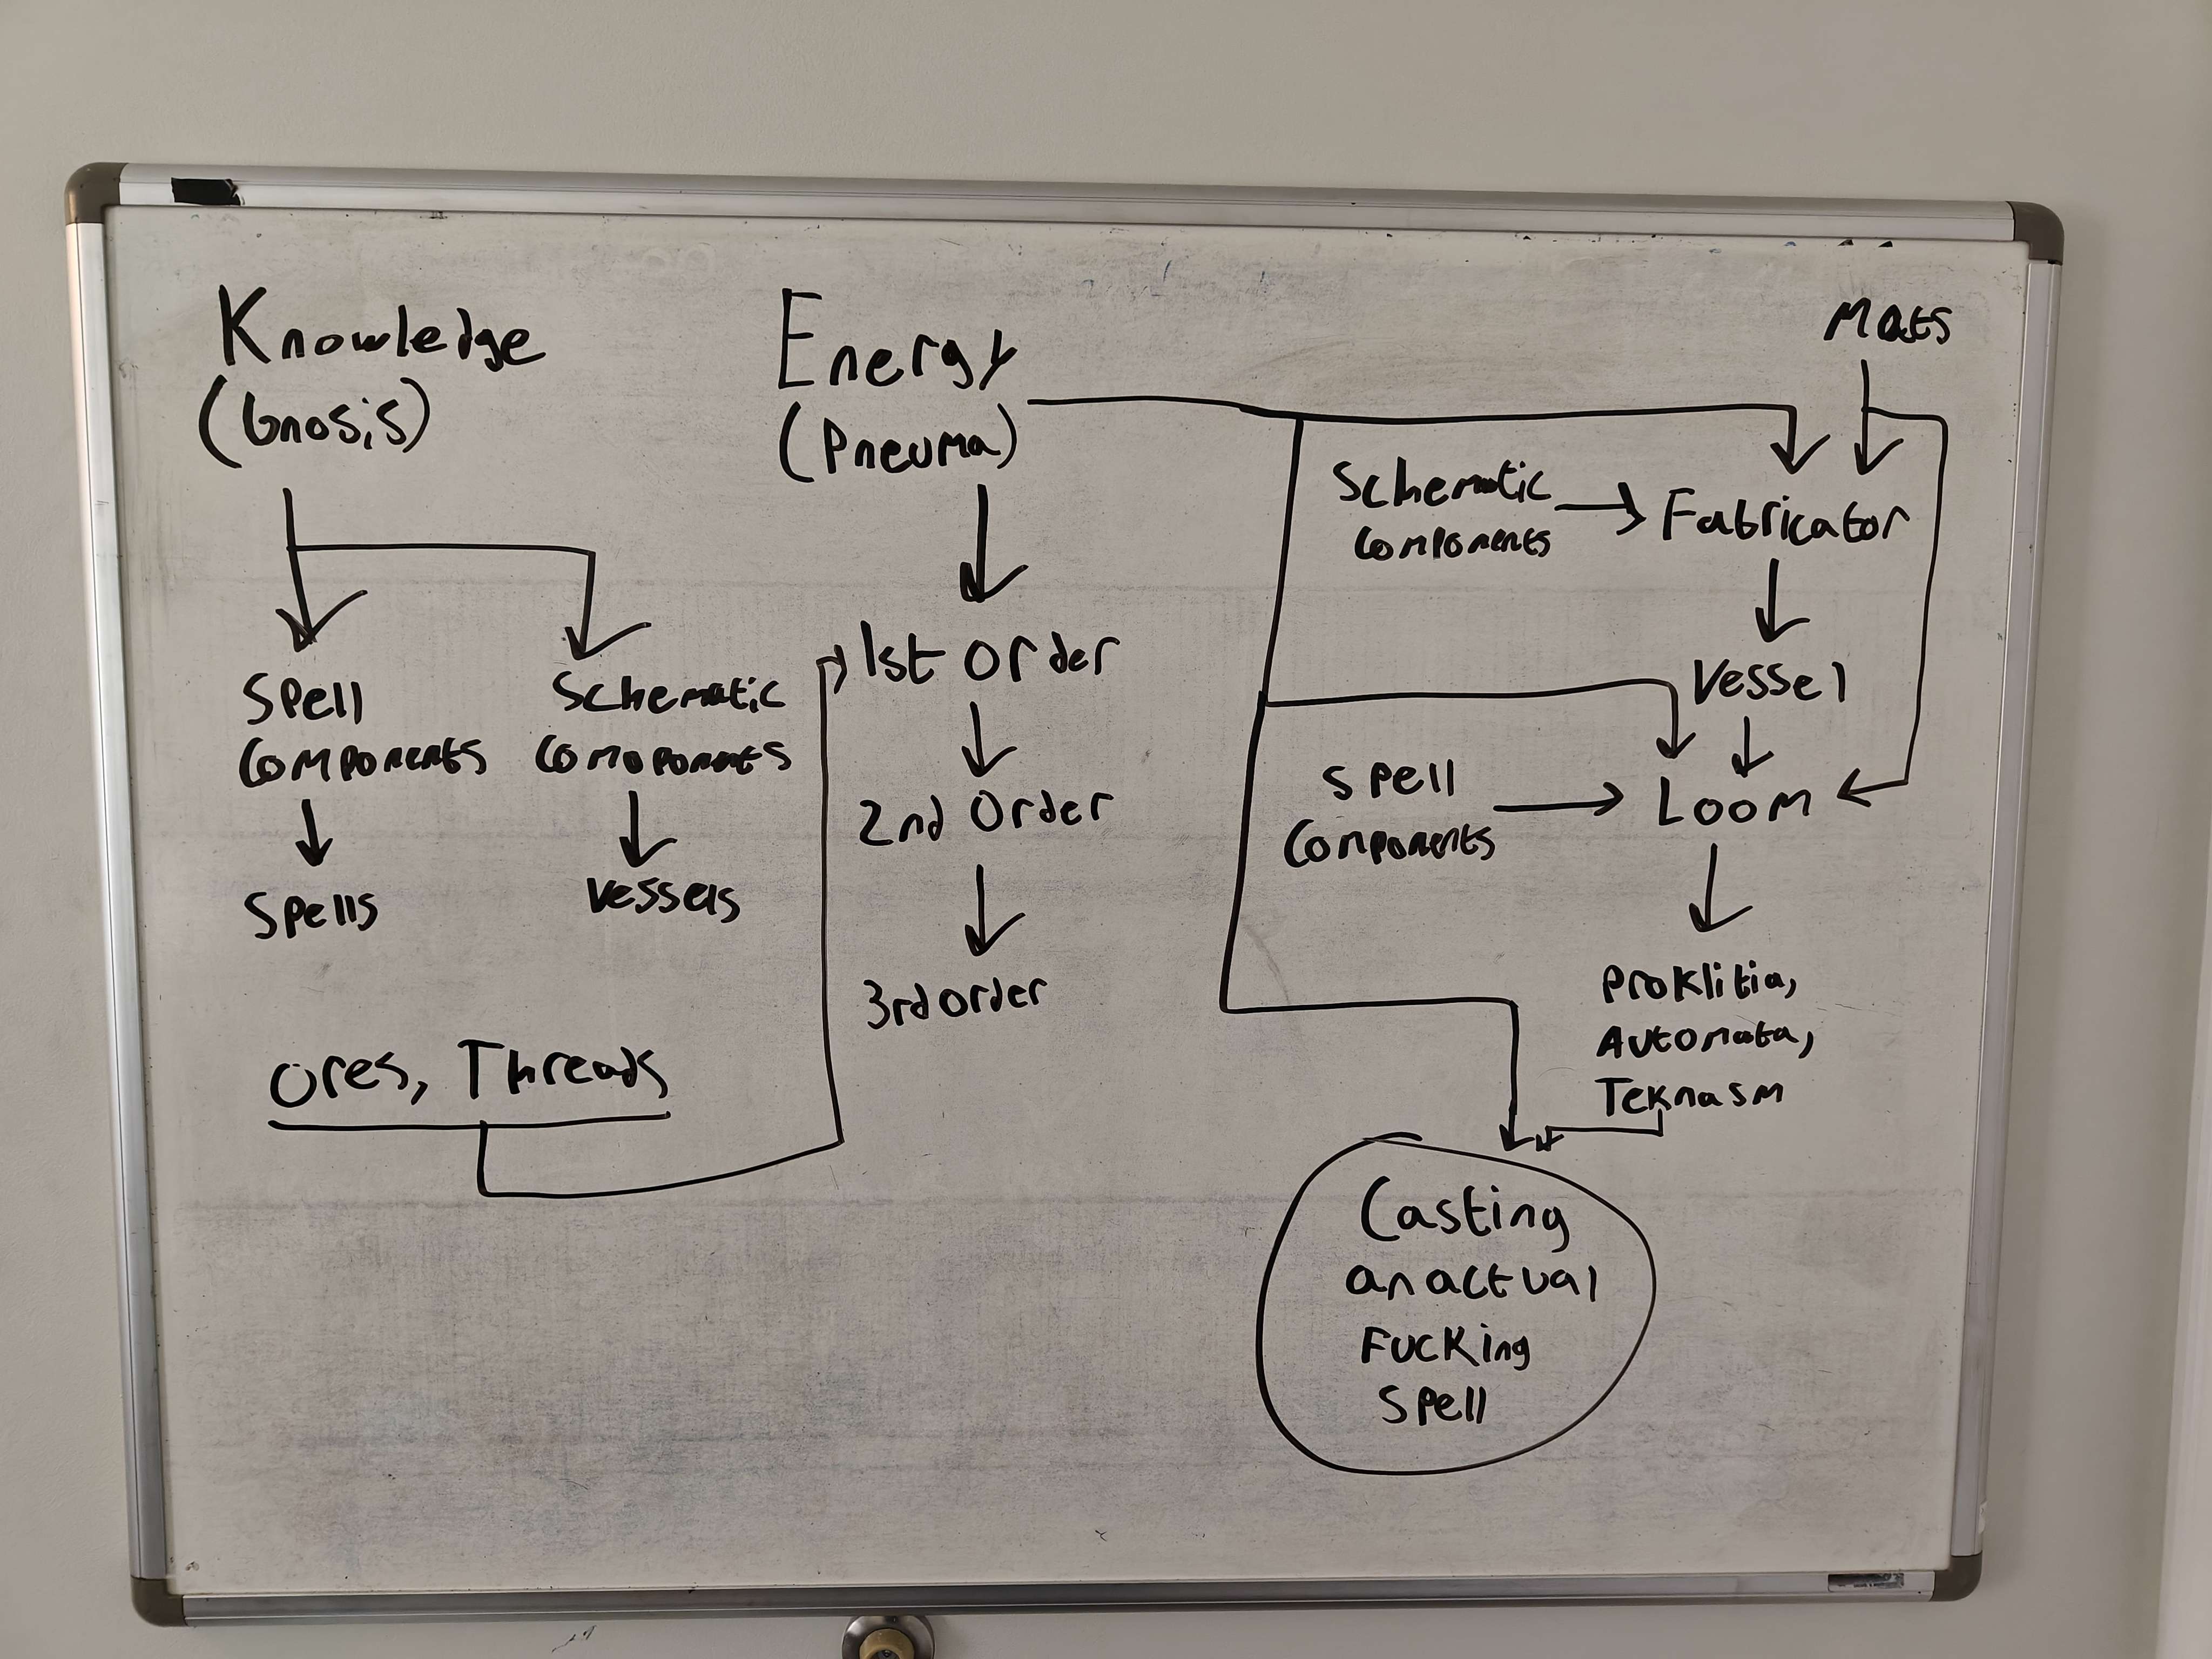 Knowledge
(Gnosis)
Spell
Components
Spells
Schematic
Comoponents
Vessels
Ores, Threads
Energy
(Pneuma)
1st Order
2nd Order
3rd order
Mats
Schematic
Components
Fabricator
Vessel
Spell
Components
Loom
Proklitia,
Automata,
Teknasm
Casting
an actual
Fucking
Spell